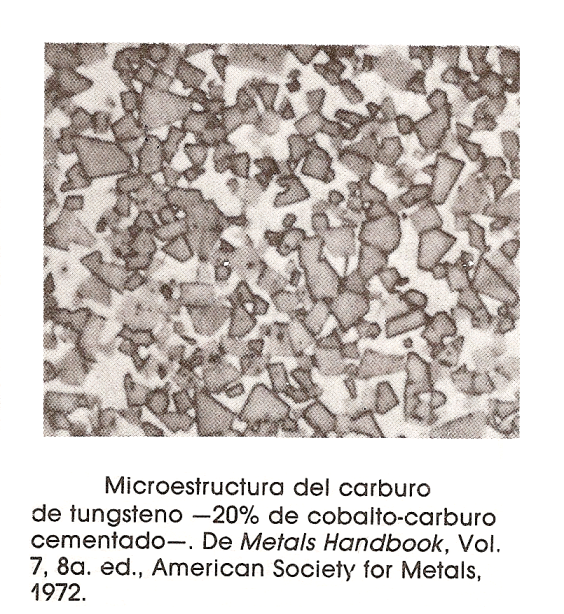 Microestructura del carburo
de tungsteno —20% de cobalto-carburo
cementado—. De Metals Handbook, Vol.
7, 8a. ed., American Society for Metals,
1972.